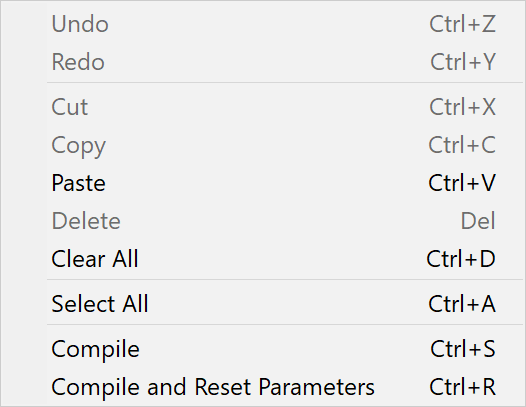 Undo Ctrl+Z
Redo Ctrl+Y
Cut Ctrl+X
Copy Ctrl+C
Paste Ctrl+V
Delete Del
Clear All Ctrl+D
Select All Ctrl+A
Compile Ctrl+S
Compile and Reset Parameters Ctrl+R